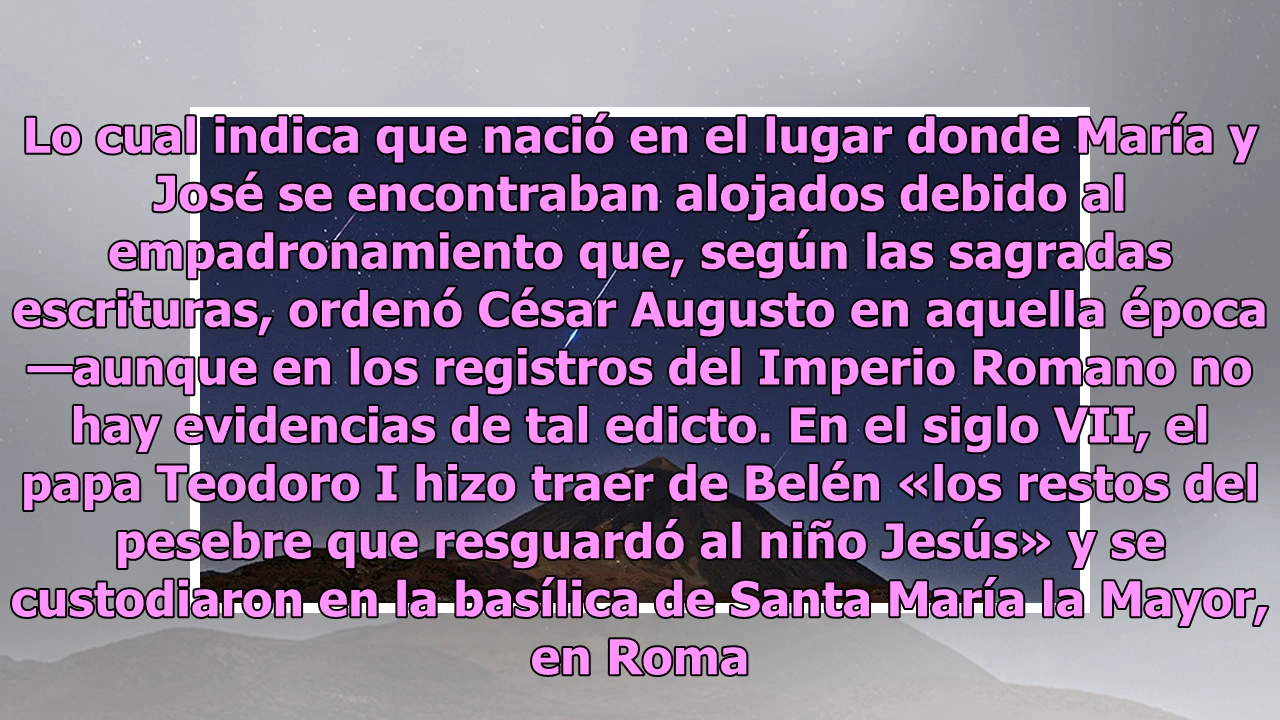 Lo cual indica que nació en el lugar donde María y
José se encontraban alojados debido al
empadronamiento que, según las sagradas
escrituras, ordenó César Augusto en aquella época
—aunque en los registros del Imperio Romano no
hay evidencias de tal edicto. En el siglo VII, el
papa Teodoro I hizo traer de Belén «los restos del
pesebre que resguardó al niño Jesús» y se
custodiaron en la basílica de Santa María la Mayor,
en Roma